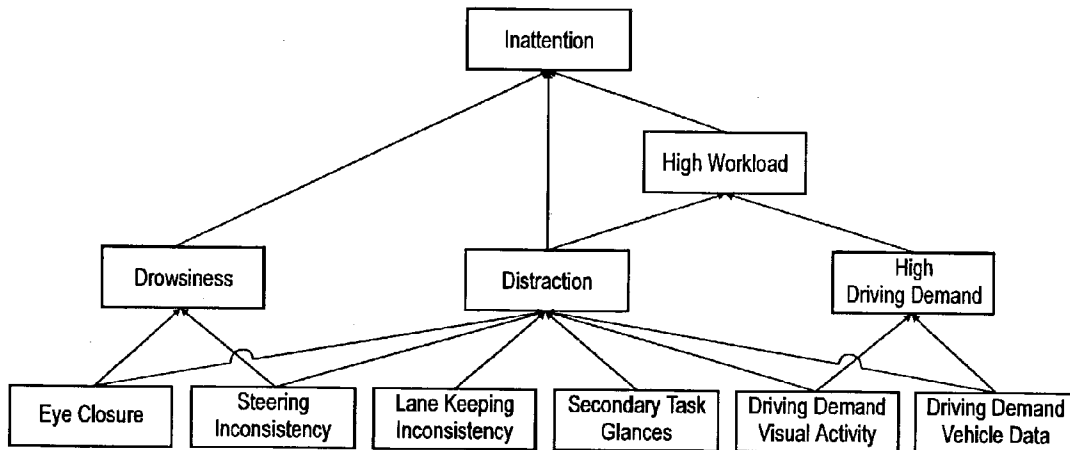 Inattention
High Workload
Drowsiness
Distraction
High
Driving Demand
Eye Closure
Steering
Inconsistency
Lane Keeping
Inconsistency
Secondary Task
Glances
Driving Demand
Visual Activity
Driving Demand
Vehicle Data